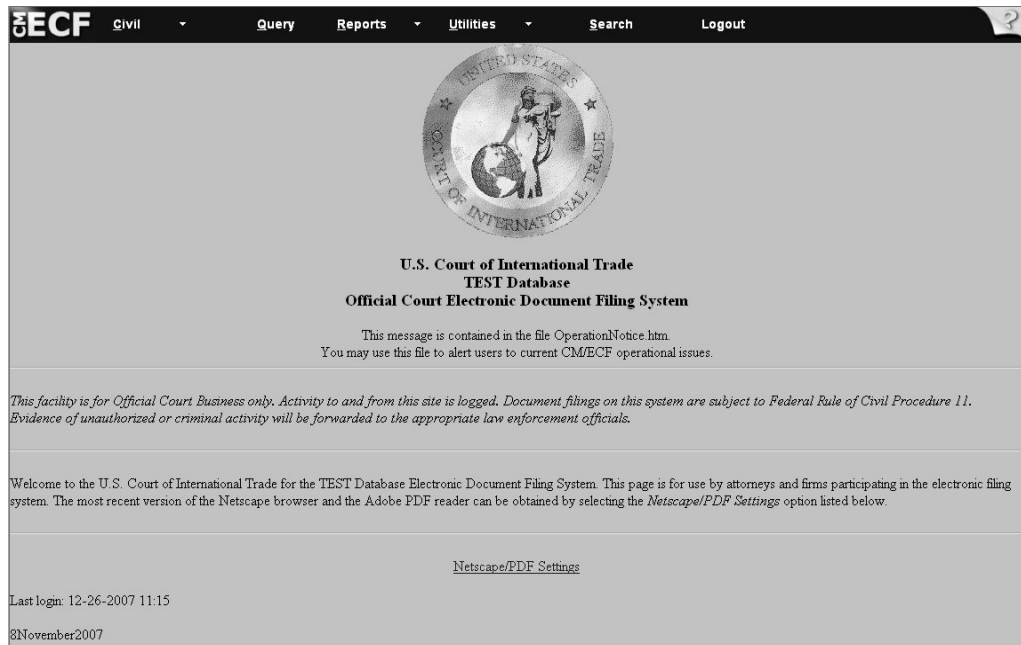 CM ECF Civil Query Reports Utilities Search Logout ?
UNITED STATES
COURT OF INTERNATIONAL TRADE
U.S. Court of International Trade
TEST Database
Official Court Electronic Document Filing System
This message is contained in the file OperationNotice.htm.
You may use this file to alert users to current CM/ECF operational issues.
This facility is for Official Court Business only. Activity to and from this site is logged. Document filings on this system are subject to Federal Rule of Civil Procedure 11.
Evidence of unauthorized or criminal activity will be forwarded to the appropriate law enforcement officials.
Welcome to the U.S. Court of International Trade for the TEST Database Electronic Document Filing System. This page is for use by attorneys and firms participating in the electronic filing
system. The most recent version of the Netscape browser and the Adobe PDF reader can be obtained by selecting the Netscape/PDF Settings option listed below.
Netscape/PDF Settings
Last login: 12-26-2007 11:15
8November2007